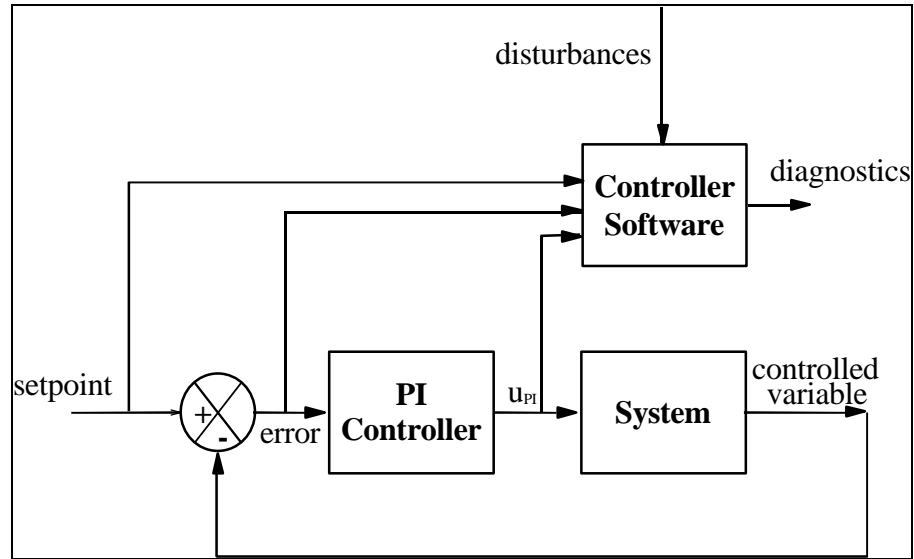 disturbances
diagnostics
Controller
Software
setpoint
+
-
error
PI
Controller
uPI
System
controlled
variable